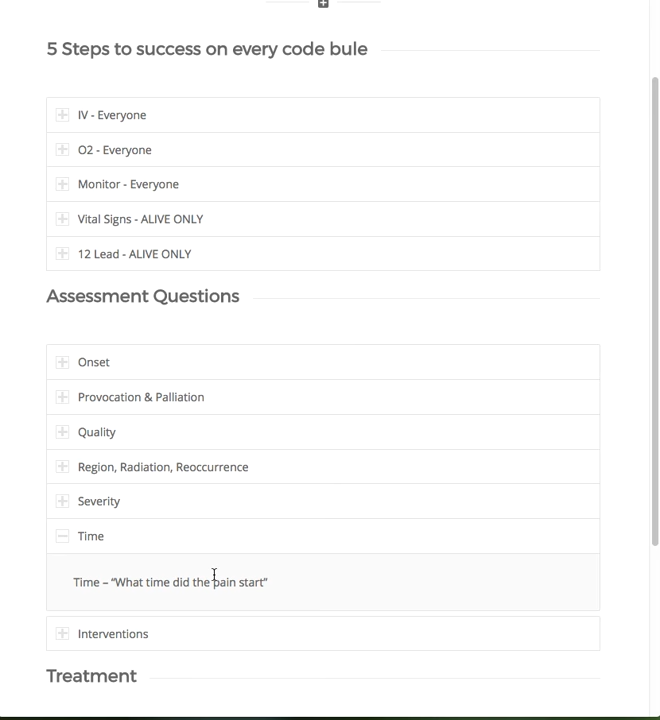 5 Steps to success on every code bule
IV - Everyone
O2 - Everyone
Monitor - Everyone
Vital Signs - ALIVE ONLY
12 Lead - ALIVE ONLY
Assessment Questions
Onset
Provocation & Palliation
Quality
Region, Radiation, Reoccurrence
Severity
Time
Time – “What time did the pain start”
Interventions
Treatment